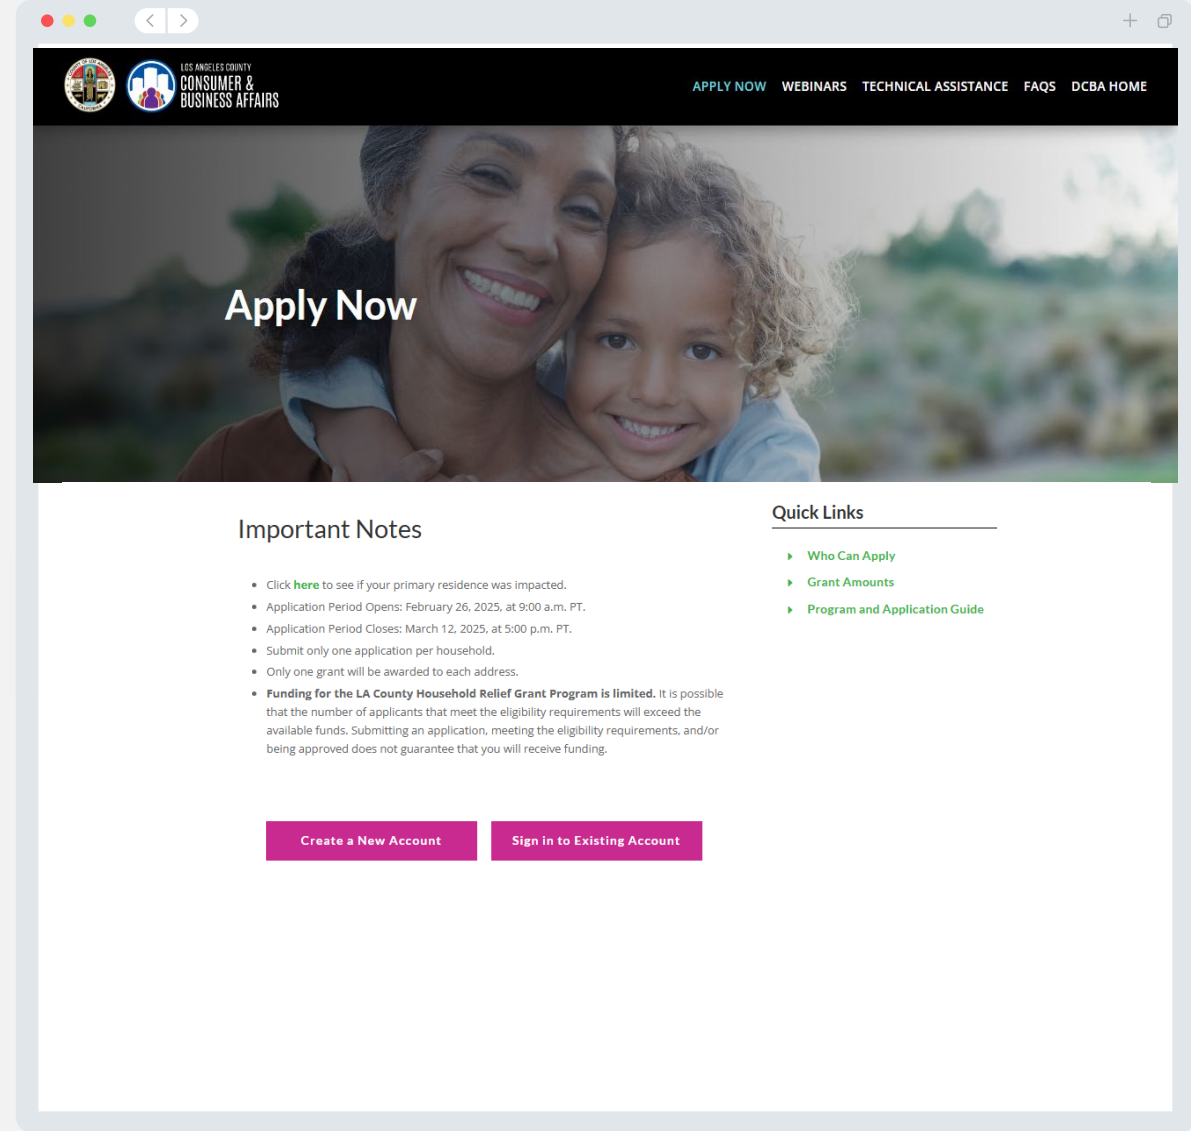 LOS ANGELES COUNTY
CONSUMER &
BUSINESS AFFAIRS
APPLY NOW WEBINARS TECHNICAL ASSISTANCE FAQS DCBA HOME
Apply Now
Important Notes
Click here to see if your primary residence was impacted.
Application Period Opens: February 26, 2025, at 9:00 a.m. PT.
Application Period Closes: March 12, 2025, at 5:00 p.m. PT.
Submit only one application per household.
Only one grant will be awarded to each address.
Funding for the LA County Household Relief Grant Program is limited. It is possible
that the number of applicants that meet the eligibility requirements will exceed the
available funds. Submitting an application, meeting the eligibility requirements, and/or
being approved does not guarantee that you will receive funding.
Create a New Account
Sign in to Existing Account
Quick Links
Who Can Apply
Grant Amounts
Program and Application Guide